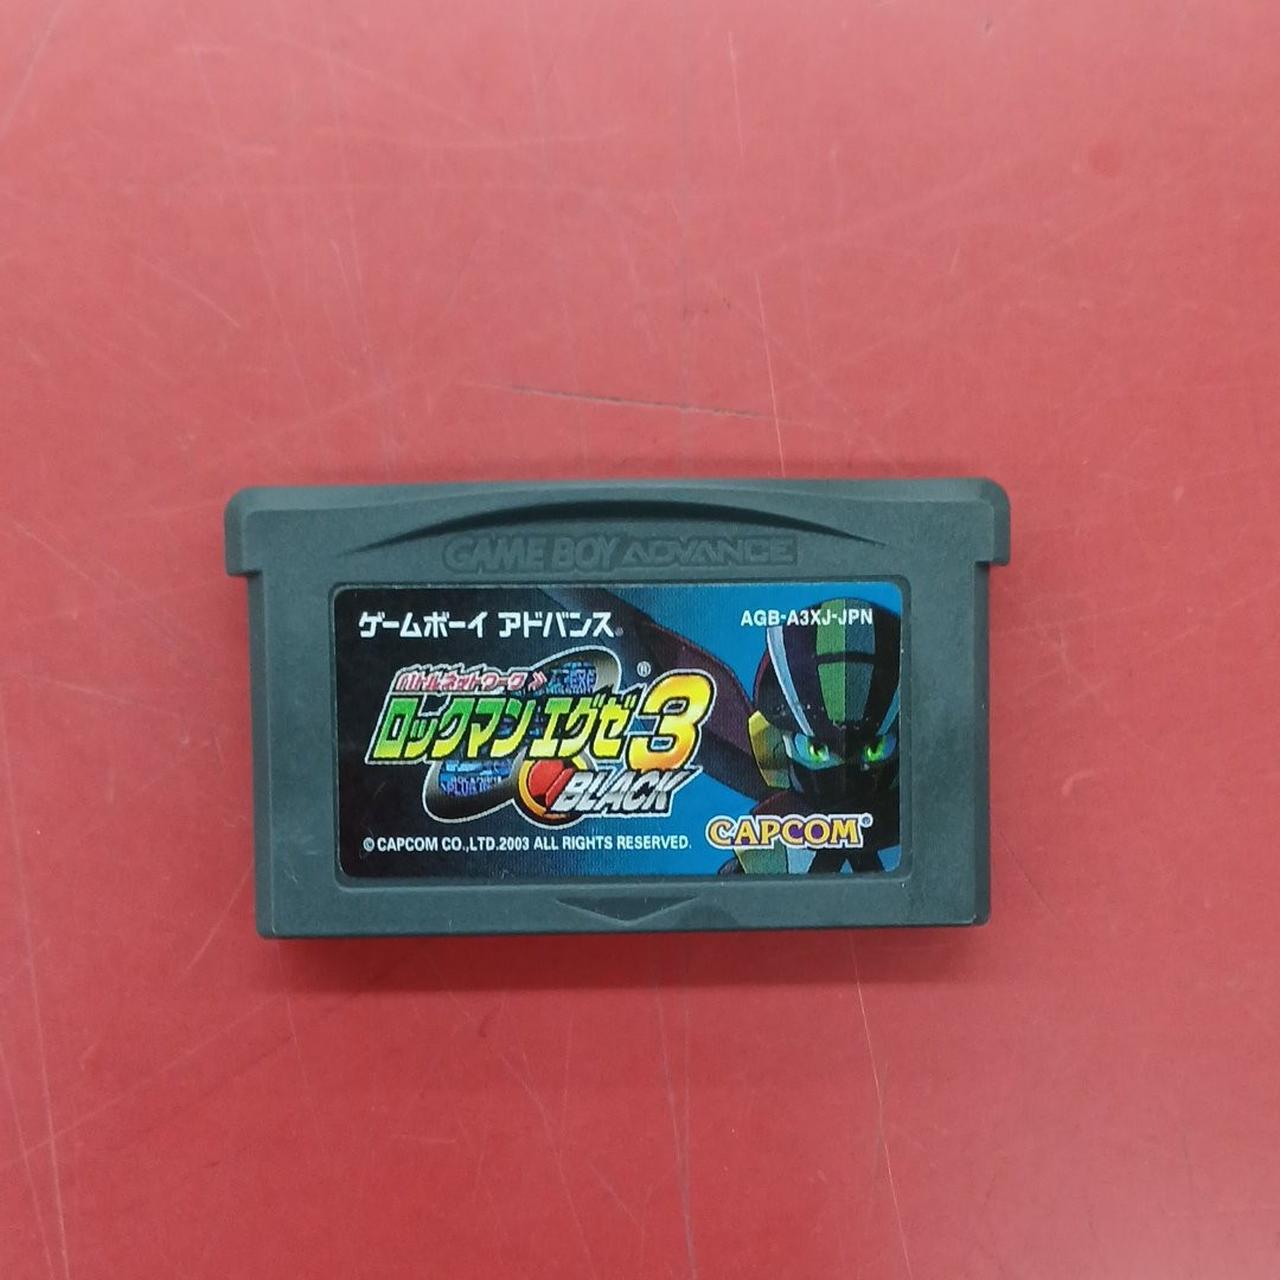 GAME BOY ADVANCE
ゲームボーイ アドバンス
AGB-A3XJ-JPN
バトルネットワーク
®
ロックマン エグゼ3
BLACK
CAPCOM®
© CAPCOM CO.,LTD.2003 ALL RIGHTS RESERVED.